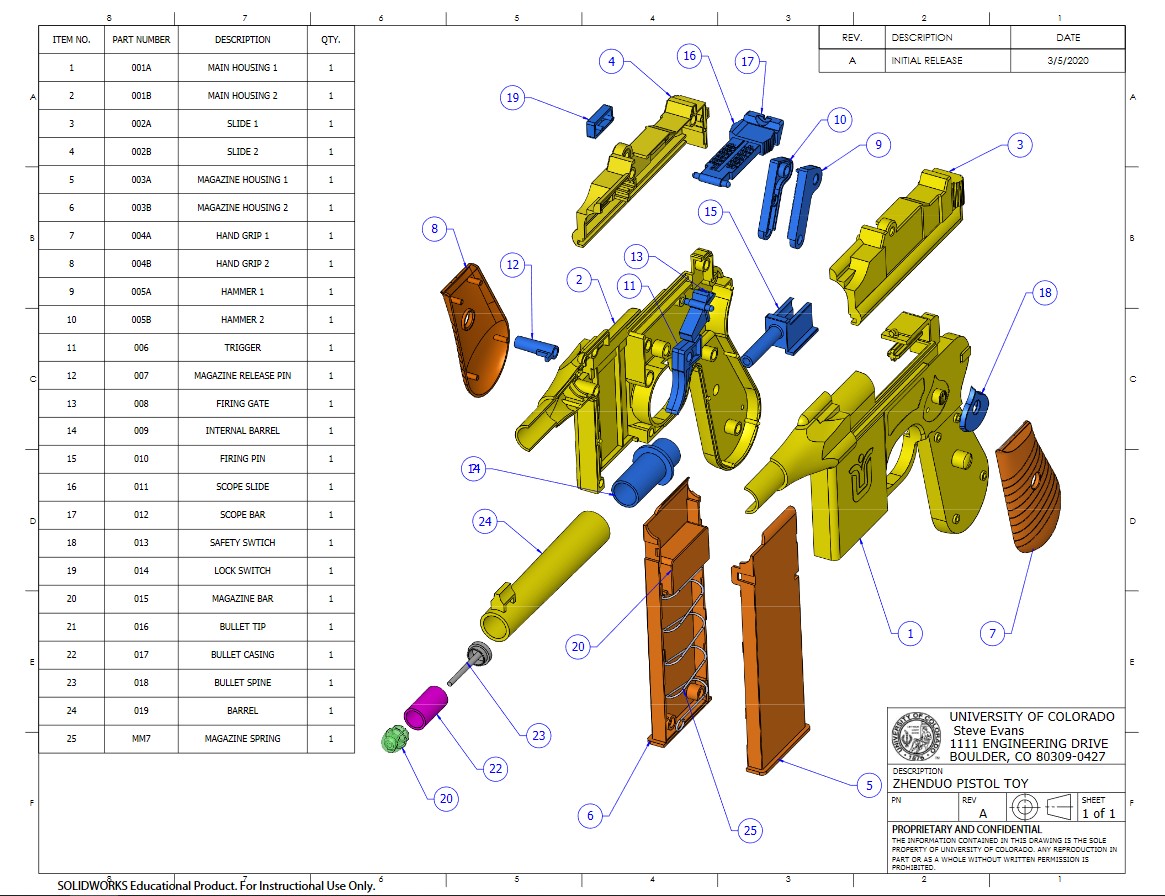 8 7 6 5 4 3 2 1
ITEM NO. PART NUMBER DESCRIPTION QTY.
1 001A MAIN HOUSING 1 1
2 001B MAIN HOUSING 2 1
3 002A SLIDE 1 1
4 002B SLIDE 2 1
5 003A MAGAZINE HOUSING 1 1
6 003B MAGAZINE HOUSING 2 1
7 004A HAND GRIP 1 1
8 004B HAND GRIP 2 1
9 005A HAMMER 1 1
10 005B HAMMER 2 1
11 006 TRIGGER 1
12 007 MAGAZINE RELEASE PIN 1
13 008 FIRING GATE 1
14 009 INTERNAL BARREL 1
15 010 FIRING PIN 1
16 011 SCOPE SLIDE 1
17 012 SCOPE BAR 1
18 013 SAFETY SWTICH 1
19 014 LOCK SWITCH 1
20 015 MAGAZINE BAR 1
21 016 BULLET TIP 1
22 017 BULLET CASING 1
23 018 BULLET SPINE 1
24 019 BARREL 1
25 MM7 MAGAZINE SPRING 1
A
B
C
D
E
F
REV. DESCRIPTION DATE
A INITIAL RELEASE 3/5/2020
4 16 17
19
10
9 3
15
8
13
12 2
11
18
14
24
20 1 7
23
22
20
5
6
25
A
B
C
D
E
F
UNIVERSITY OF COLORADO
Steve Evans
1111 ENGINEERING DRIVE
BOULDER, CO 80309-0427
DESCRIPTION
ZHENDUO PISTOL TOY
PN REV SHEET
A 1 of 1
PROPRIETARY AND CONFIDENTIAL
THE INFORMATION CONTAINED IN THIS DRAWING IS THE SOLE
PROPERTY OF UNIVERSITY OF COLORADO. ANY REPRODUCTION IN
PART OR AS A WHOLE WITHOUT WRITTEN PERMISSION IS
PROHIBITED.
8 7 6 5 4 3 2 1
SOLIDWORKS Educational Product. For Instructional Use Only.